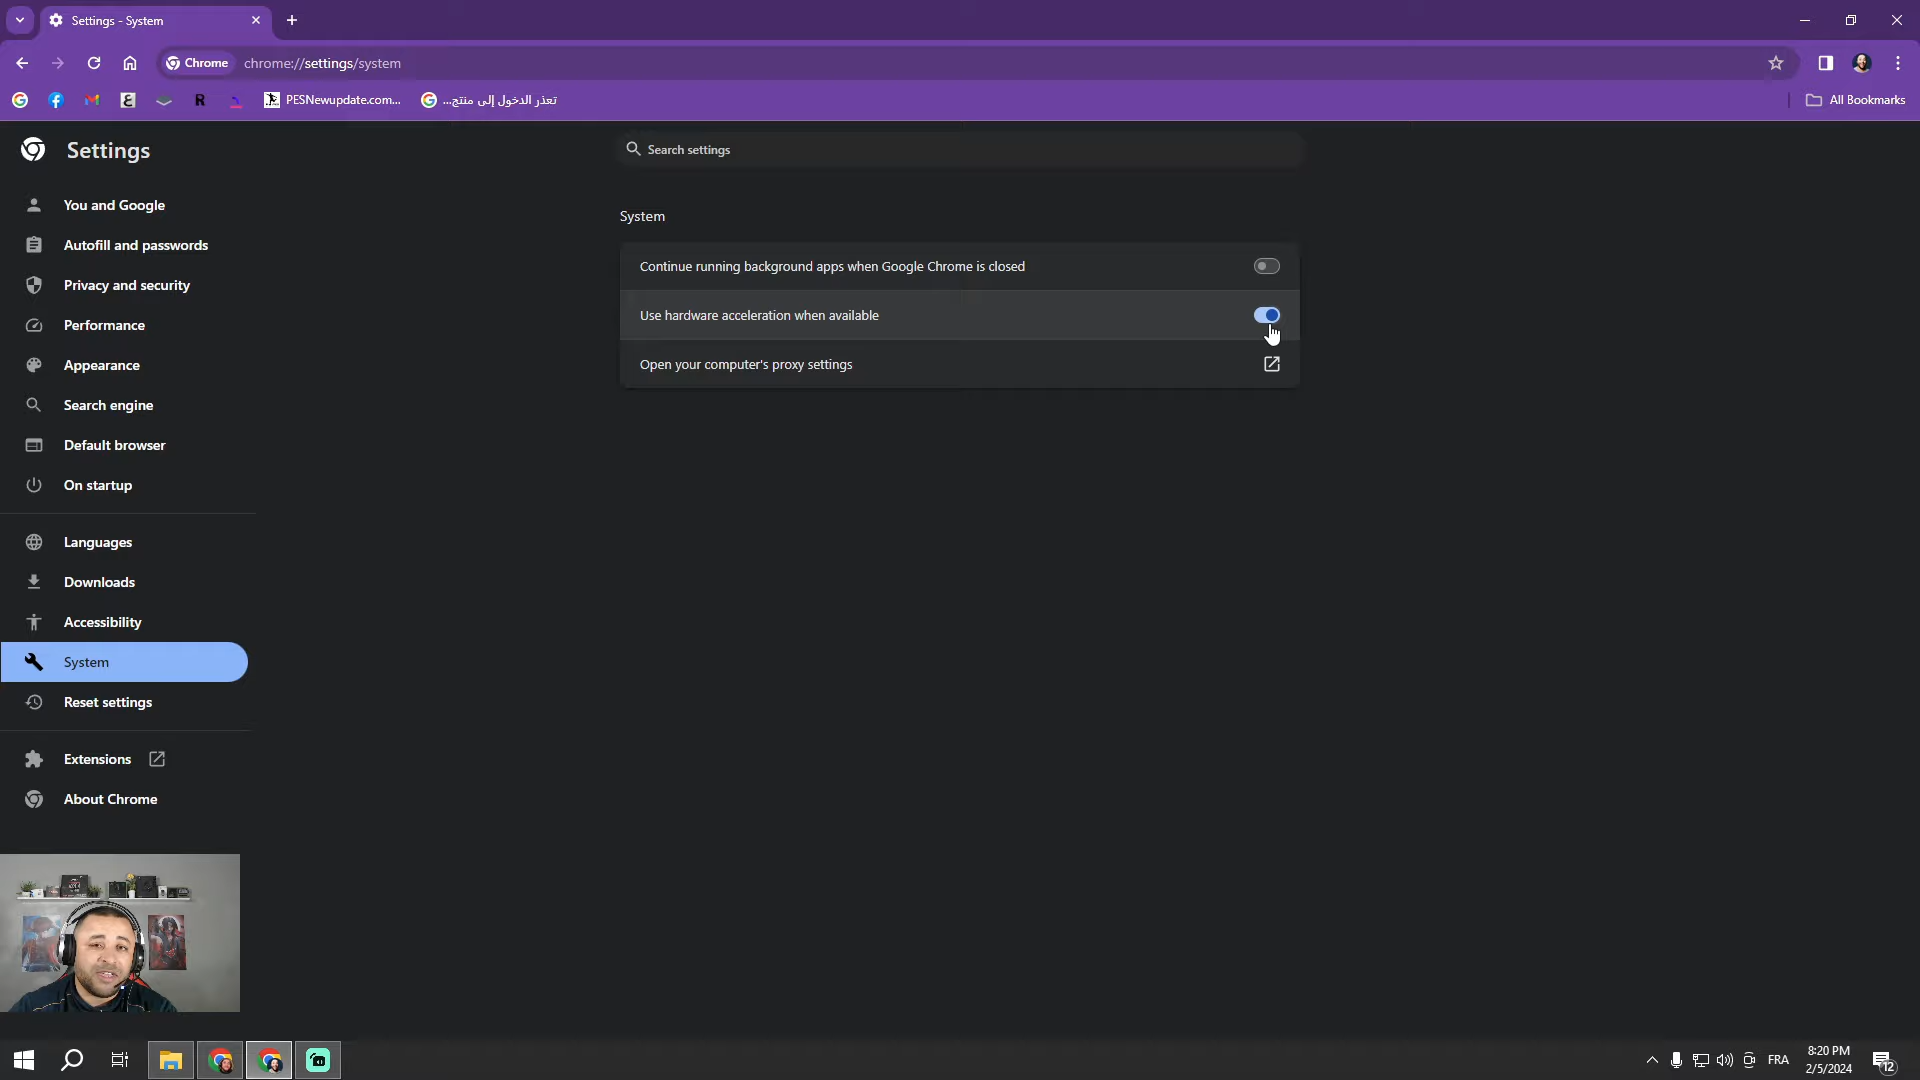 Settings - System
Chrome
chrome://settings/system
PESNewupdate.com...
تعذر الدخول إلى منتج...
All Bookmarks
Settings
Search settings
You and Google
Autofill and passwords
Privacy and security
Performance
Appearance
Search engine
Default browser
On startup
Languages
Downloads
Accessibility
System
Reset settings
Extensions
About Chrome
System
Continue running background apps when Google Chrome is closed
Use hardware acceleration when available
Open your computer's proxy settings
FRA
8:20 PM
2/5/2024
12